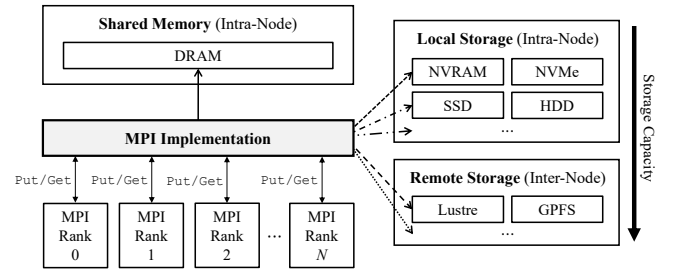 Shared Memory (Intra-Node)
DRAM
MPI Implementation
Put/Get
Put/Get
Put/Get
Put/Get
MPI
Rank
0
MPI
Rank
1
MPI
Rank
2
...
MPI
Rank
N
Local Storage (Intra-Node)
NVRAM
NVMe
SSD
HDD
...
Remote Storage (Inter-Node)
Lustre
GPFS
...
Storage Capacity